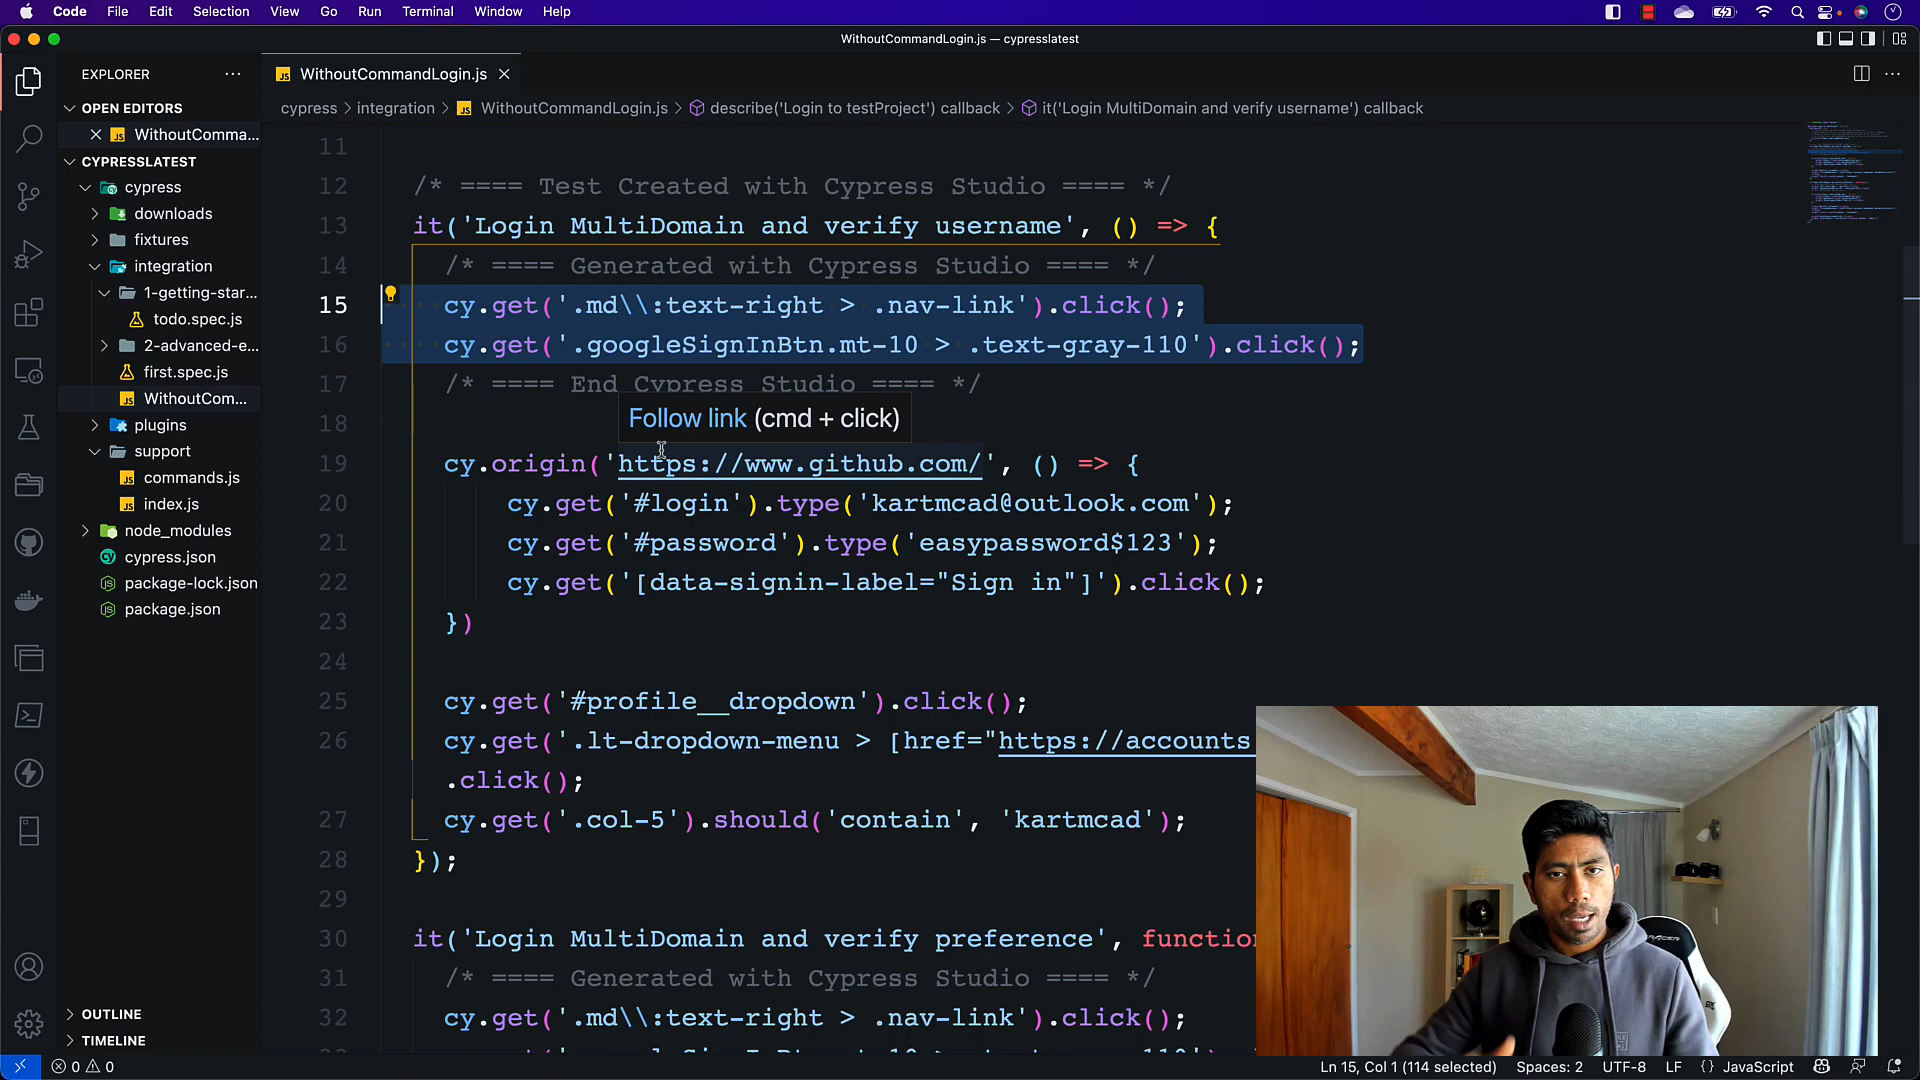 Code File Edit Selection View Go Run Terminal Window Help
WithoutCommandLogin.js — cypresslatest
EXPLORER
WithoutCommandLogin.js
OPEN EDITORS
cypress > integration > WithoutCommandLogin.js > describe('Login to testProject') callback > it('Login MultiDomain and verify username') callback
WithoutComma...
CYPRESSLATEST
cypress
downloads
fixtures
integration
1-getting-star...
todo.spec.js
2-advanced-e...
first.spec.js
WithoutCom...
plugins
support
commands.js
index.js
node_modules
cypress.json
package-lock.json
package.json
OUTLINE
TIMELINE
11
12 /* ==== Test Created with Cypress Studio ==== */
13 it('Login MultiDomain and verify username', () => {
14 /* ==== Generated with Cypress Studio ==== */
15 cy.get('.md\\:text-right > .nav-link').click();
16 cy.get('.googleSignInBtn.mt-10 > .text-gray-110').click();
17 /* ==== End Cypress Studio ==== */
Follow link (cmd + click)
18
19 cy.origin('https://www.github.com/', () => {
20 cy.get('#login').type('kartmcad@outlook.com');
21 cy.get('#password').type('easypassword$123');
22 cy.get('[data-signin-label="Sign in"]').click();
23 })
24
25 cy.get('#profile__dropdown').click();
26 cy.get('.lt-dropdown-menu > [href="https://accounts.
.click();
27 cy.get('.col-5').should('contain', 'kartmcad');
28 });
29
30 it('Login MultiDomain and verify preference', function
31 /* ==== Generated with Cypress Studio ==== */
32 cy.get('.md\\:text-right > .nav-link').click();
0 0
Ln 15, Col 1 (114 selected) Spaces: 2 UTF-8 LF {} JavaScript